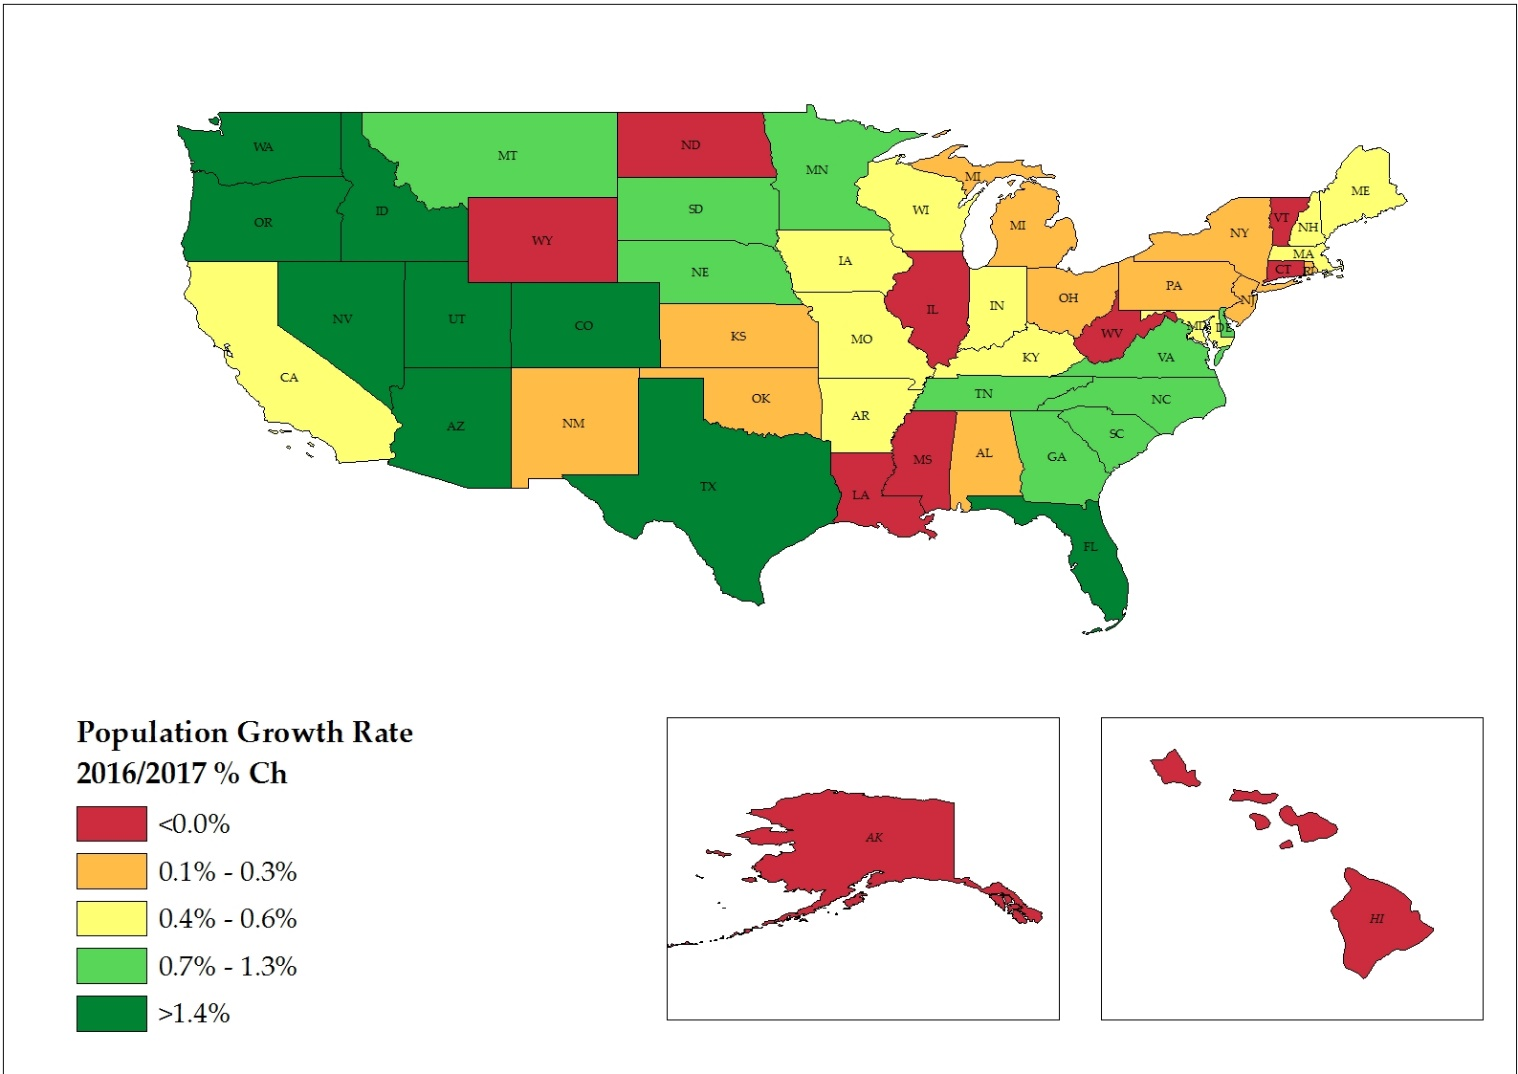 WA
MT
ND
MN
MI
ME
OR
ID
SD
WI
MI
NY
VT
NH
WY
IA
MA
NE
CT
RI
NV
UT
CO
KS
MO
IL
IN
OH
PA
NJ
CA
KY
WV
MD
DE
VA
AZ
NM
OK
AR
TN
NC
TX
LA
MS
AL
GA
SC
FL
Population Growth Rate
2016/2017 % Ch
<0.0%
0.1% - 0.3%
0.4% - 0.6%
0.7% - 1.3%
>1.4%
AK
HI